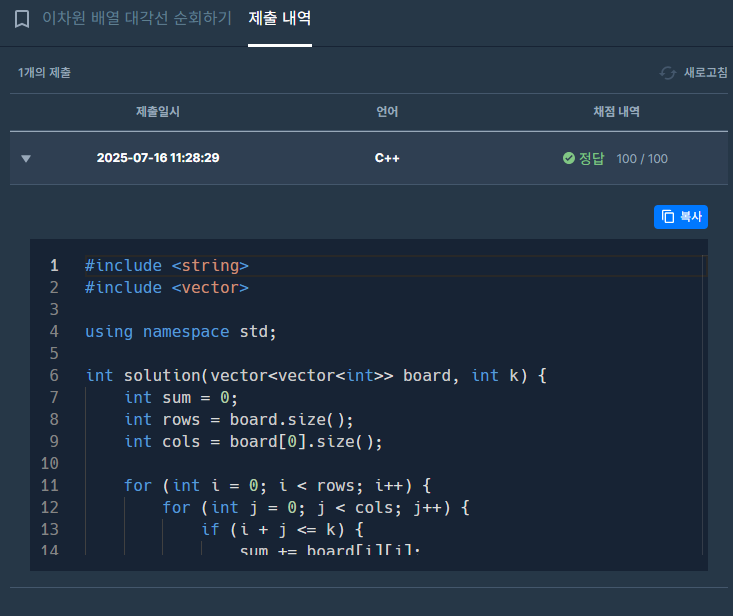 이차원 배열 대각선 순회하기 제출 내역
1개의 제출 새로고침
제출일시 언어 채점 내역
2025-07-16 11:28:29 C++ 정답 100 / 100
복사
1 #include <string>
2 #include <vector>
3
4 using namespace std;
5
6 int solution(vector<vector<int>> board, int k) {
7 int sum = 0;
8 int rows = board.size();
9 int cols = board[0].size();
10
11 for (int i = 0; i < rows; i++) {
12 for (int j = 0; j < cols; j++) {
13 if (i + j <= k) {
14 sum += board[i][j];